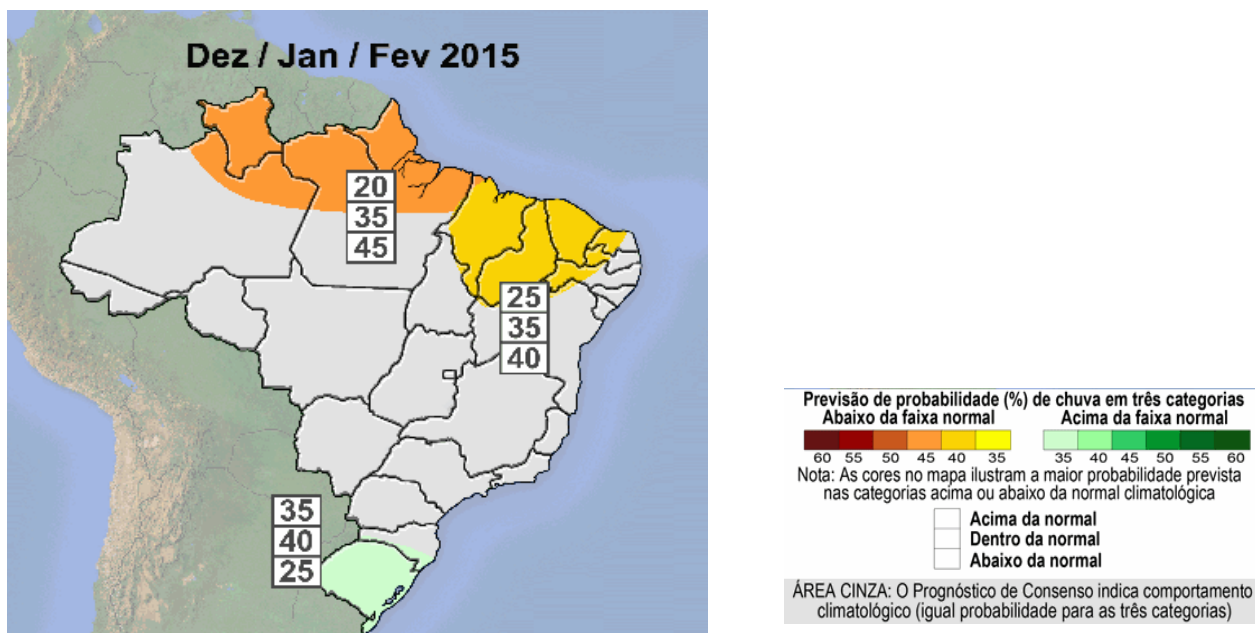 Dez / Jan / Fev 2015
20
35
45
25
35
40
35
40
25
Previsão de probabilidade (%) de chuva em três categorias
Abaixo da faixa normal Acima da faixa normal
60 55 50 45 40 35 35 40 45 50 55 60
Nota: As cores no mapa ilustram a maior probabilidade prevista
nas categorias acima ou abaixo da normal climatológica
Acima da normal
Dentro da normal
Abaixo da normal
ÁREA CINZA: O Prognóstico de Consenso indica comportamento
climatológico (igual probabilidade para as três categorias)